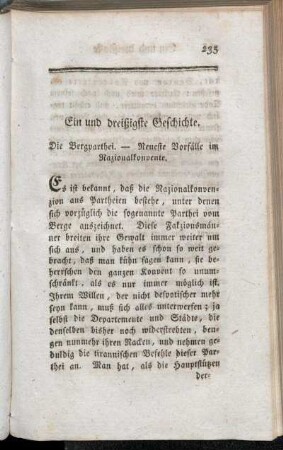 235
Ein und dreißigste Geschichte.
Die Bergparthei. — Neueste Vorfälle im
Nazionalkonvente.
Es ist bekannt, daß die Nazionalkonven-
zion aus Partheien bestehe, unter denen
sich vorzüglich die sogenannte Parthei vom
Berge auszeichnet. Diese Fakzionsmän-
ner breiten ihre Gewalt immer weiter um
sich aus, und haben es schon so weit ge-
bracht, daß man kühn sagen kann, sie be-
herrschen den ganzen Konvent so unum-
schränkt, als es nur immer möglich ist.
Ihrem Willen, der nicht despotischer mehr
seyn kann, muß sich alles unterwerfen; ja
selbst die Departemente und Städte, die
denselben bisher noch widerstrebten, beu-
gen nunmehr ihren Nacken, und nehmen ge-
duldig die tirannischen Befehle dieser Par-
thei an. Man hat, als die Hauptstützen
der-